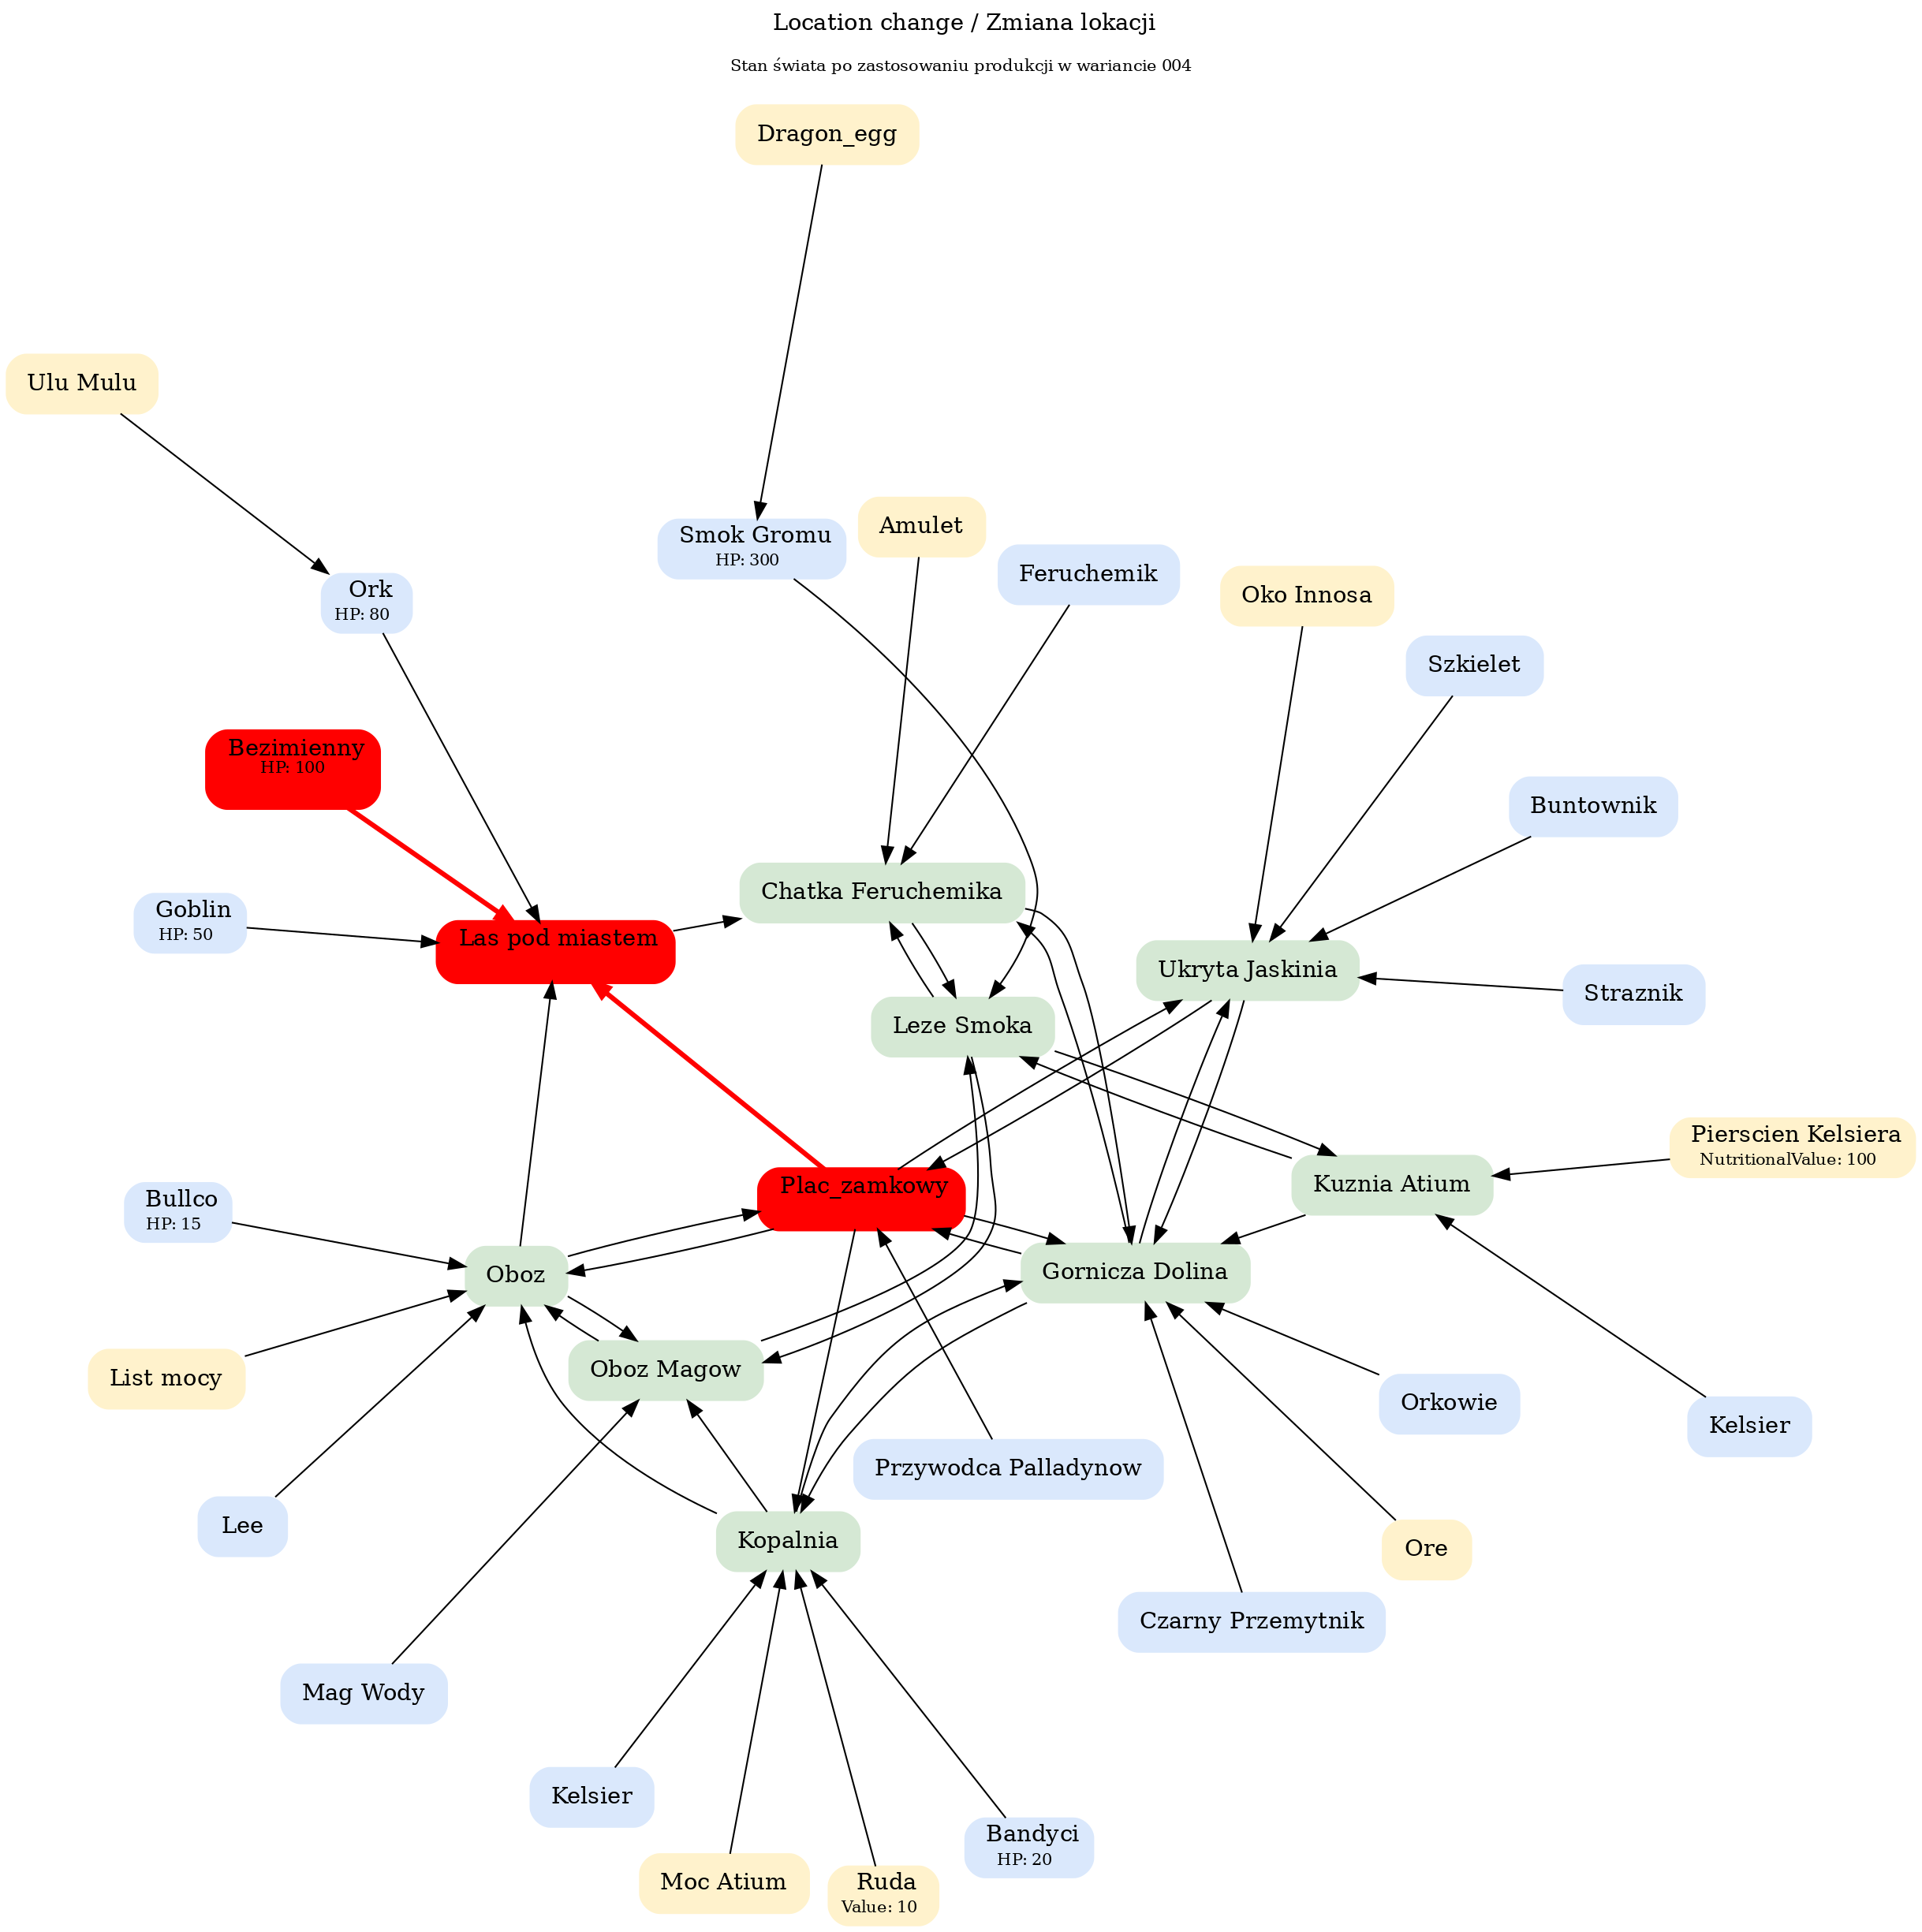 Location change / Zmiana lokacji
Stan świata po zastosowaniu produkcji w wariancie 004
Dragon_egg
Ulu Mulu
Smok Gromu
HP: 300
Amulet
Feruchemik
Ork
HP: 80
Oko Innosa
Szkielet
Bezimienny
HP: 100
Buntownik
Chatka Feruchemika
Goblin
HP: 50
Las pod miastem
Ukryta Jaskinia
Straznik
Leze Smoka
Pierscien Kelsiera
NutritionalValue: 100
Kuznia Atium
Plac_zamkowy
Bullco
HP: 15
Oboz
Gornicza Dolina
List mocy
Oboz Magow
Orkowie
Kelsier
Przywodca Palladynow
Lee
Kopalnia
Ore
Czarny Przemytnik
Mag Wody
Kelsier
Bandyci
HP: 20
Moc Atium
Ruda
Value: 10